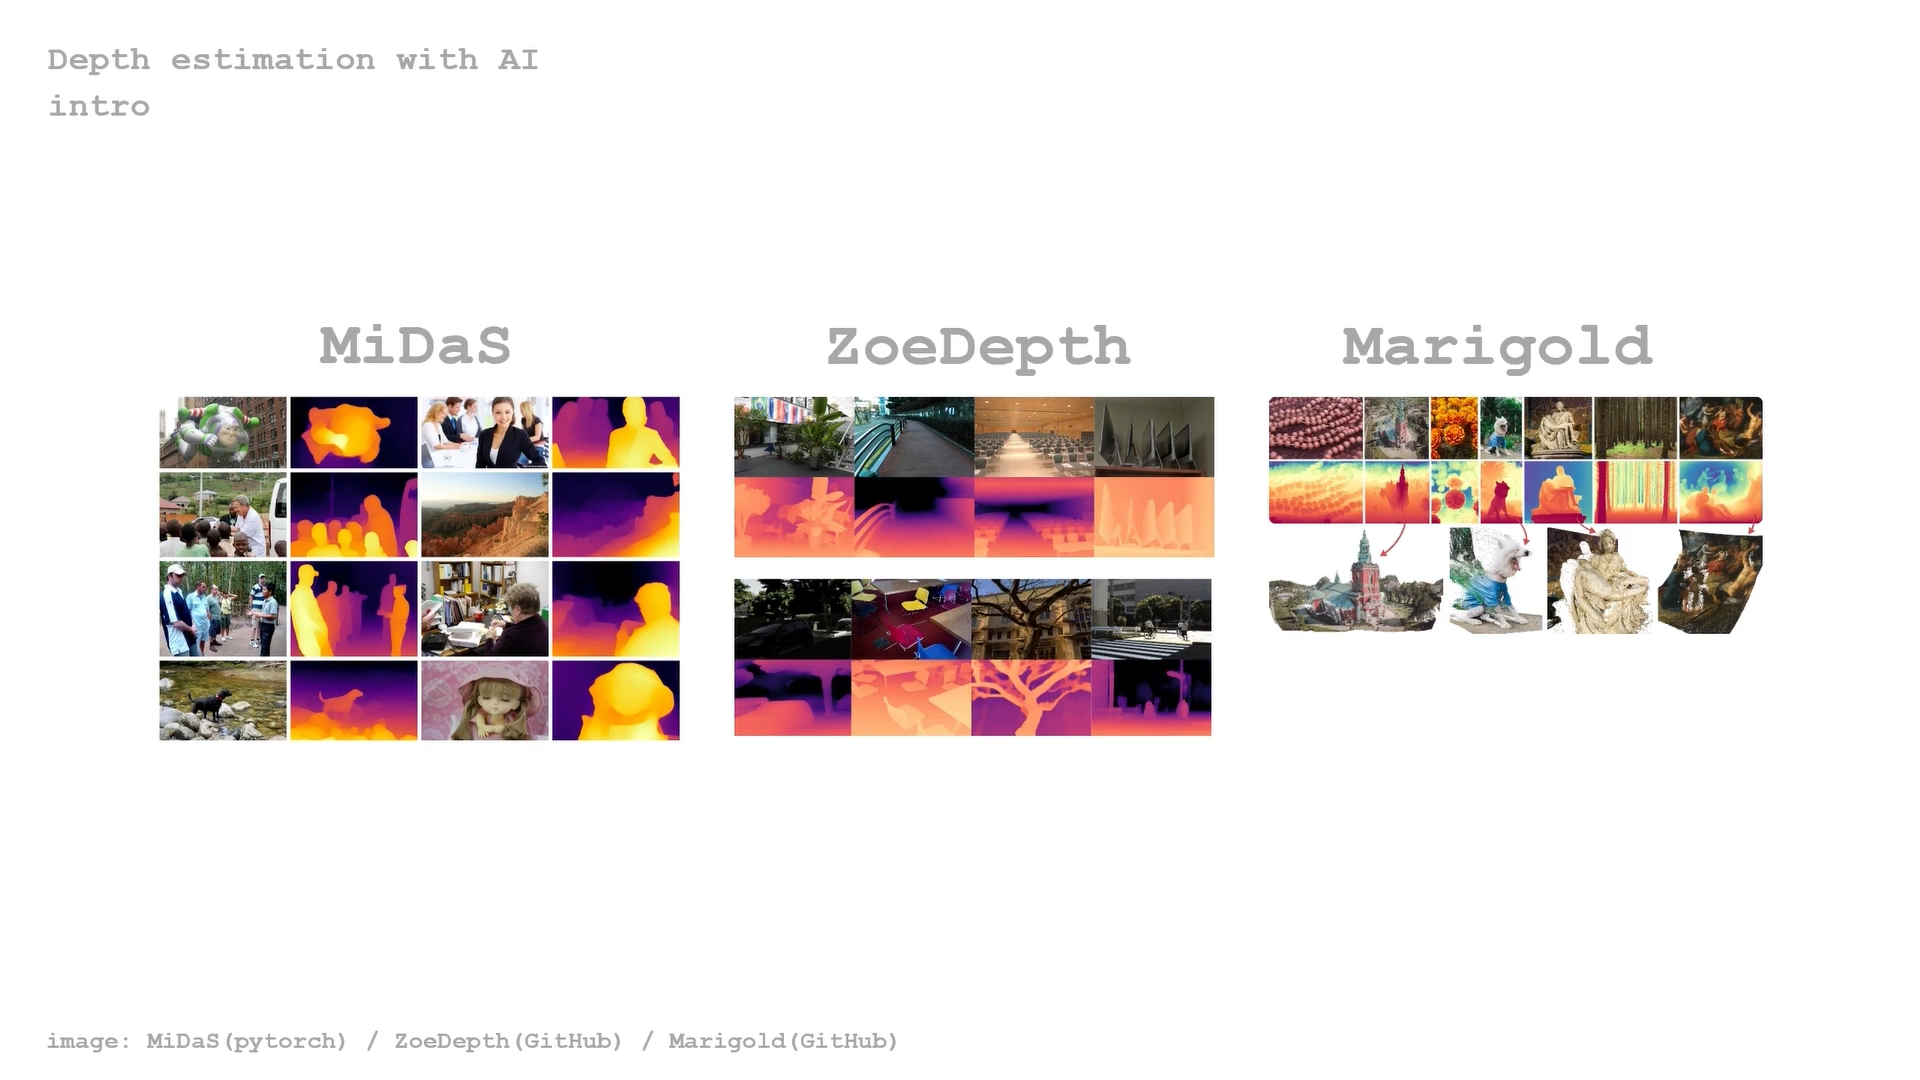 Depth estimation with AI
intro
MiDaS
ZoeDepth
Marigold
image: MiDaS(pytorch) / ZoeDepth(GitHub) / Marigold(GitHub)